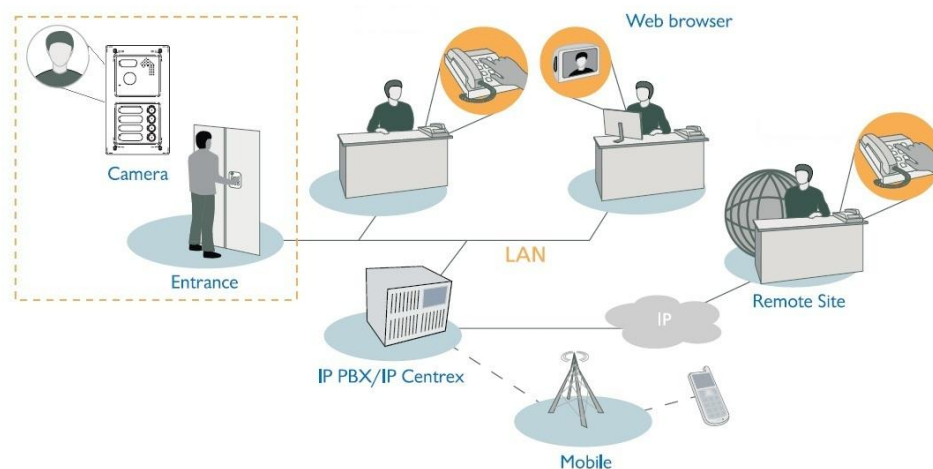 Web browser
Camera
Entrance
LAN
Remote Site
IP
IP PBX/IP Centrex
Mobile